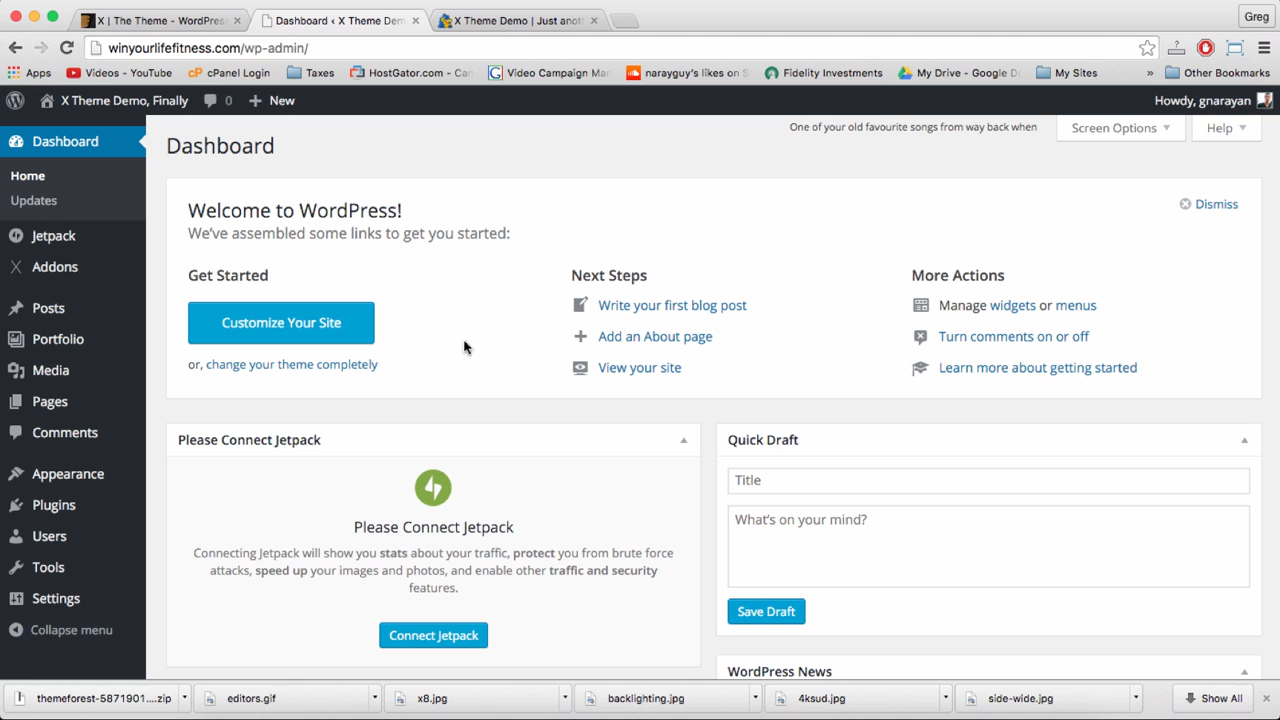 X | The Theme - WordPres
Dashboard ‹ X Theme Dem
X Theme Demo | Just anot
Greg
winyourlifefitness.com/wp-admin/
Apps
Videos - YouTube
cPanel Login
Taxes
HostGator.com - Can
Video Campaign Man
narayguy's likes on S
Fidelity Investments
My Drive - Google D
My Sites
»
Other Bookmarks
X Theme Demo, Finally
0
New
Howdy, gnarayan
Dashboard
Home
Updates
Jetpack
Addons
Posts
Portfolio
Media
Pages
Comments
Appearance
Plugins
Users
Tools
Settings
Collapse menu
One of your old favourite songs from way back when
Screen Options
Help
Dashboard
Welcome to WordPress!
We've assembled some links to get you started:
Dismiss
Get Started
Customize Your Site
or, change your theme completely
Next Steps
Write your first blog post
Add an About page
View your site
More Actions
Manage widgets or menus
Turn comments on or off
Learn more about getting started
Please Connect Jetpack
Please Connect Jetpack
Connecting Jetpack will show you stats about your traffic, protect you from brute force
attacks, speed up your images and photos, and enable other traffic and security
features.
Connect Jetpack
Quick Draft
Title
What's on your mind?
Save Draft
WordPress News
themeforest-5871901....zip
editors.gif
x8.jpg
backlighting.jpg
4ksud.jpg
side-wide.jpg
Show All